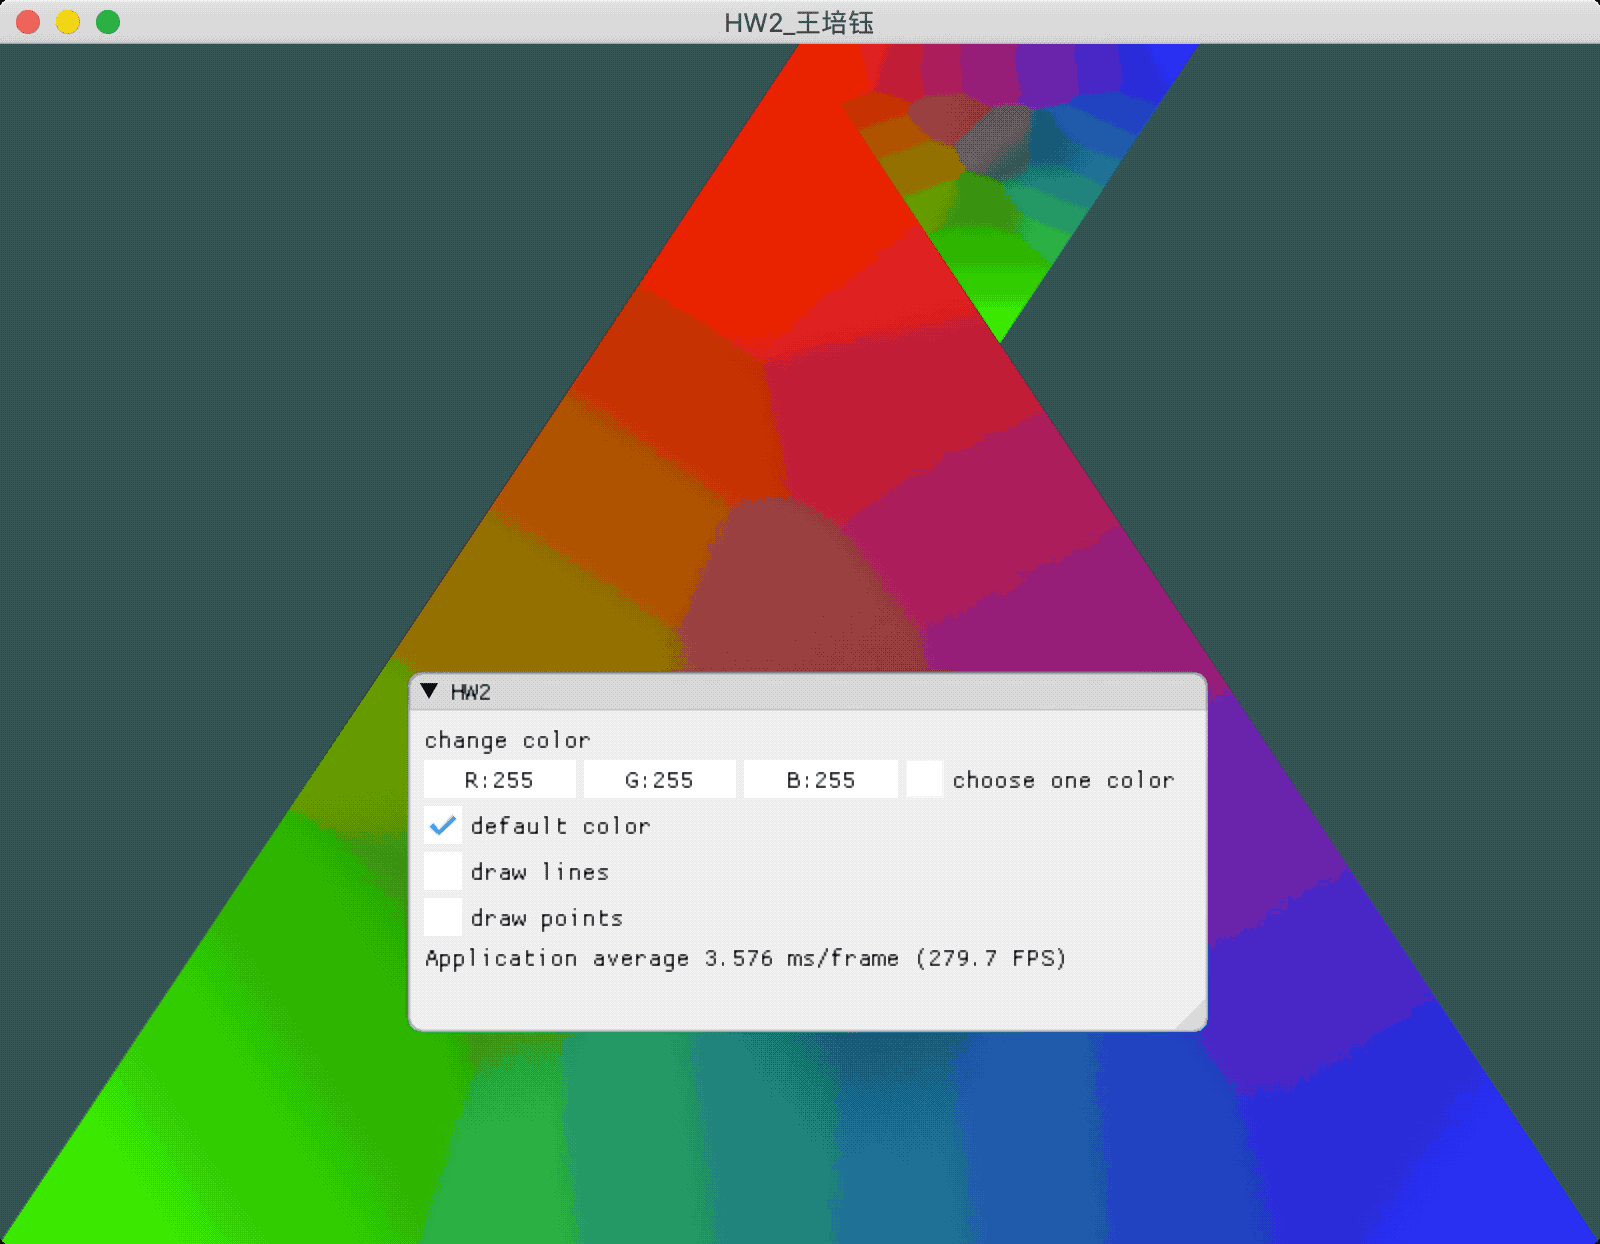 HW2_王培钰
HW2
change color
R:255 G:255 B:255 choose one color
default color
draw lines
draw points
Application average 3.576 ms/frame (279.7 FPS)